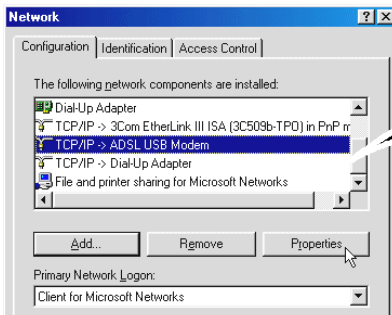 Network
Configuration Identification Access Control
The following network components are installed:
Dial-Up Adapter
TCP/IP -> 3Com EtherLink III ISA (3C509b-TPO) in PnP m
TCP/IP -> ADSL USB Modem
TCP/IP -> Dial-Up Adapter
File and printer sharing for Microsoft Networks
Add... Remove Properties
Primary Network Logon:
Client for Microsoft Networks